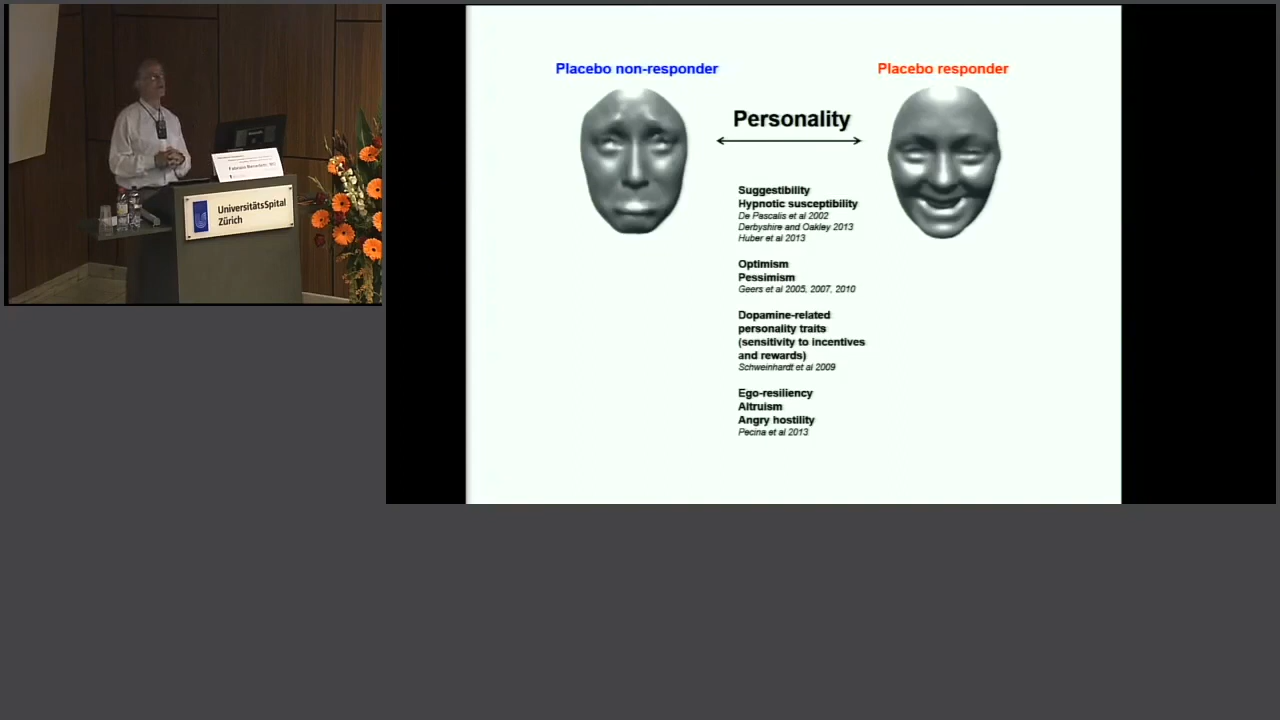 UniversitätsSpital
Zürich
Placebo non-responder
Placebo responder
Personality
Suggestibility
Hypnotic susceptibility
De Pascalis et al 2002
Derbyshire and Oakley 2013
Huber et al 2013
Optimism
Pessimism
Geers et al 2005, 2007, 2010
Dopamine-related
personality traits
(sensitivity to incentives
and rewards)
Schweinhardt et al 2009
Ego-resiliency
Altruism
Angry hostility
Pecina et al 2013